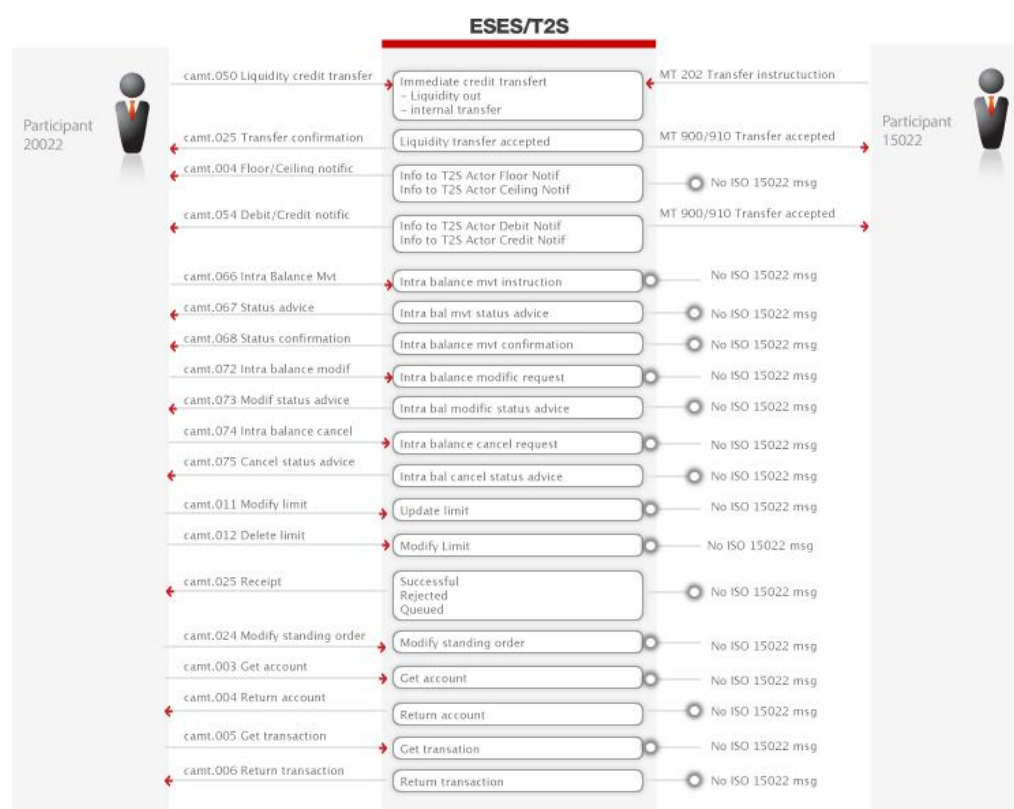 ESES/T2S
Participant
20022
Participant
15022
camt.050 Liquidity credit transfer
Immediate credit transfert
– Liquidity out
– internal transfer
MT 202 Transfer instructuction
camt.025 Transfer confirmation
Liquidity transfer accepted
MT 900/910 Transfer accepted
camt.004 Floor/Ceiling notific
Info to T2S Actor Floor Notif
Info to T2S Actor Ceiling Notif
No ISO 15022 msg
camt.054 Debit/Credit notific
Info to T2S Actor Debit Notif
Info to T2S Actor Credit Notif
MT 900/910 Transfer accepted
camt.066 Intra Balance Mvt
Intra balance mvt instruction
No ISO 15022 msg
camt.067 Status advice
Intra bal mvt status advice
No ISO 15022 msg
camt.068 Status confirmation
Intra balance mvt confirmation
No ISO 15022 msg
camt.072 Intra balance modif
Intra balance modific request
No ISO 15022 msg
camt.073 Modif status advice
Intra bal modific status advice
No ISO 15022 msg
camt.074 Intra balance cancel
Intra balance cancel request
No ISO 15022 msg
camt.075 Cancel status advice
Intra bal cancel status advice
No ISO 15022 msg
camt.011 Modify limit
Update limit
No ISO 15022 msg
camt.012 Delete limit
Modify Limit
No ISO 15022 msg
camt.025 Receipt
Successful
Rejected
Queued
No ISO 15022 msg
camt.024 Modify standing order
Modify standing order
No ISO 15022 msg
camt.003 Get account
Get account
No ISO 15022 msg
camt.004 Return account
Return account
No ISO 15022 msg
camt.005 Get transaction
Get transation
No ISO 15022 msg
camt.006 Return transaction
Return transaction
No ISO 15022 msg